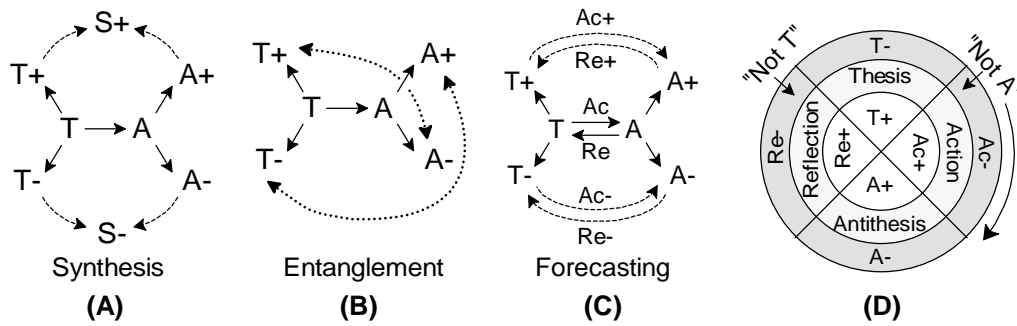 S+
T+
A+
T
A
T-
A-
S-
Synthesis
(A)
T+
A+
T
A
T-
A-
Entanglement
(B)
Ac+
Re+
T+
A+
Ac
T
A
Re
T-
A-
Ac-
Re-
Forecasting
(C)
"Not T"
"Not A"
T-
Thesis
T+
Re-
Reflection
Re+
Ac+
Action
Ac-
A+
Antithesis
A-
(D)